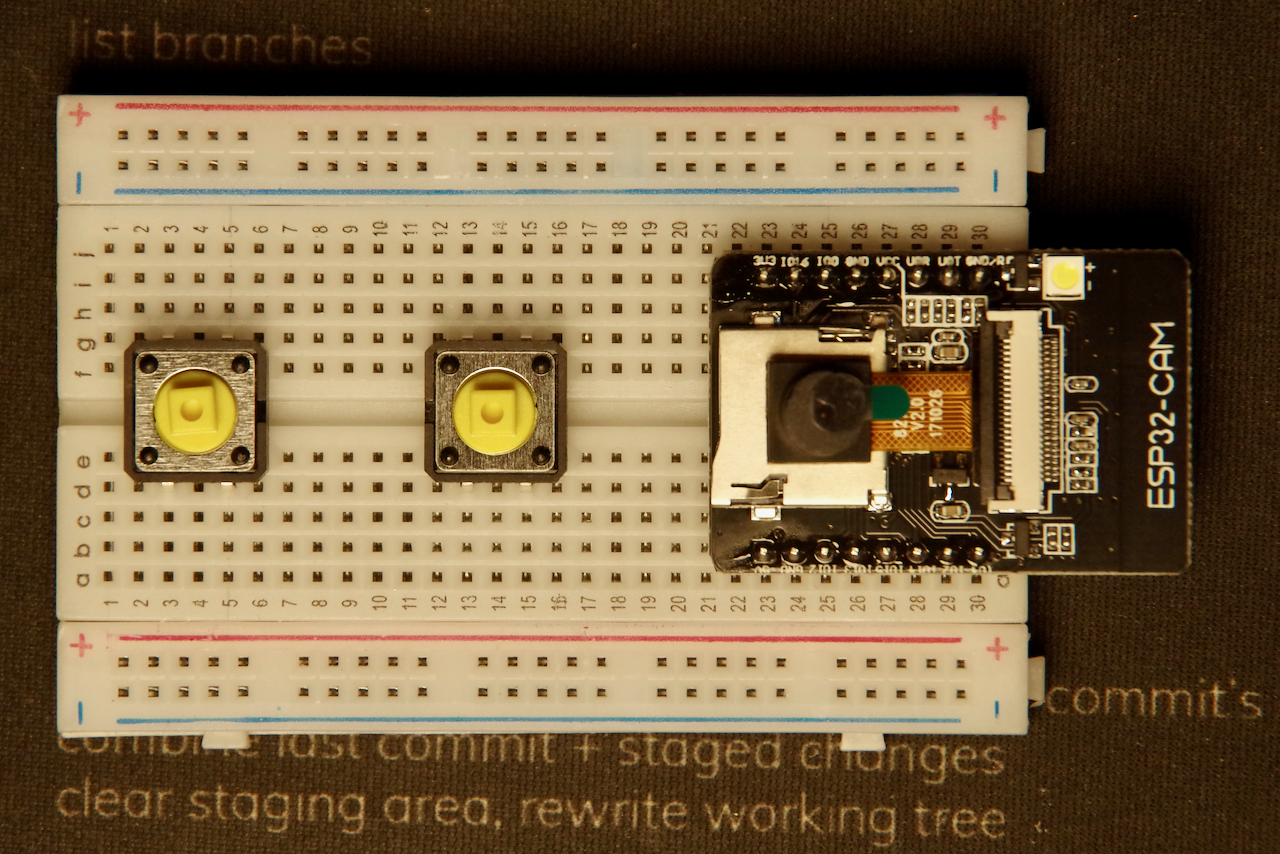 list branches
+ +
- -
1 2 3 4 5 6 7 8 9 10 11 12 13 14 15 16 17 18 19 20 21 22 23 24 25 26 27 28 29 30
j
i
h
g
f
3V3 IO16 IO0 GND VCC U0R U0T GND/R
+
-
B2
V2.0
171026
ESP32-CAM
e
d
c
b
a a
1 2 3 4 5 6 7 8 9 10 11 12 13 14 15 16 17 18 19 20 21 22 23 24 25 26 27 28 29 30
+ +
- -
commit's
combine last commit + staged changes
clear staging area, rewrite working tree